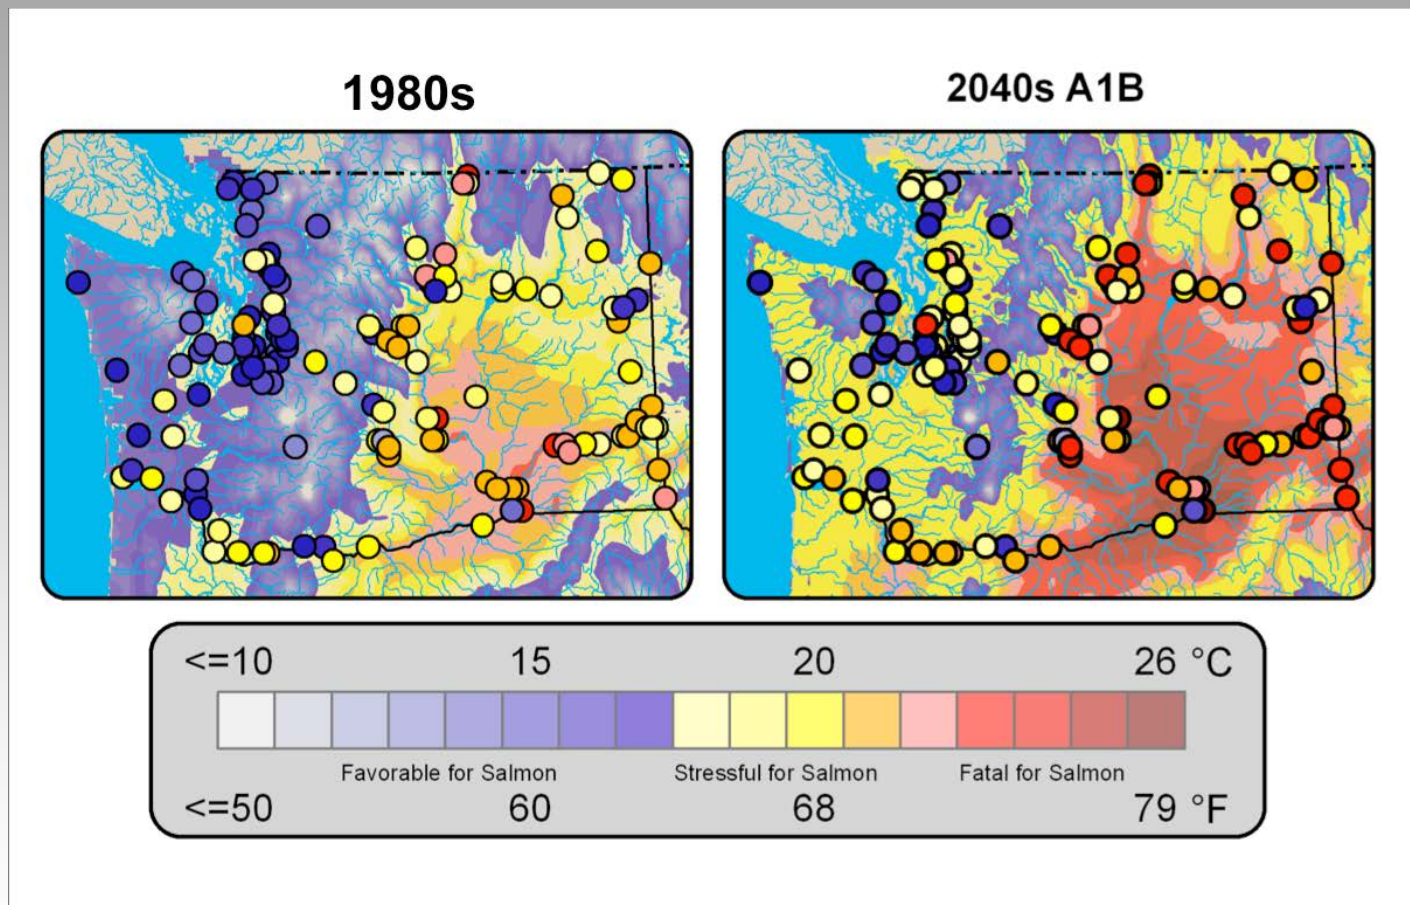 1980s
2040s A1B
<=10 15 20 26 °C
Favorable for Salmon Stressful for Salmon Fatal for Salmon
<=50 60 68 79 °F